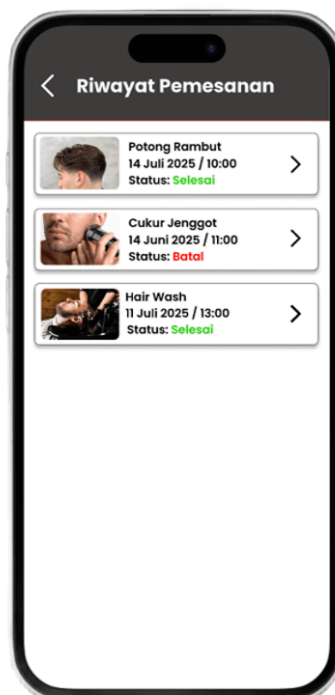 Riwayat Pemesanan
Potong Rambut
14 Juli 2025 / 10:00
Status: Selesai
Cukur Jenggot
14 Juni 2025 / 11:00
Status: Batal
Hair Wash
11 Juli 2025 / 13:00
Status: Selesai